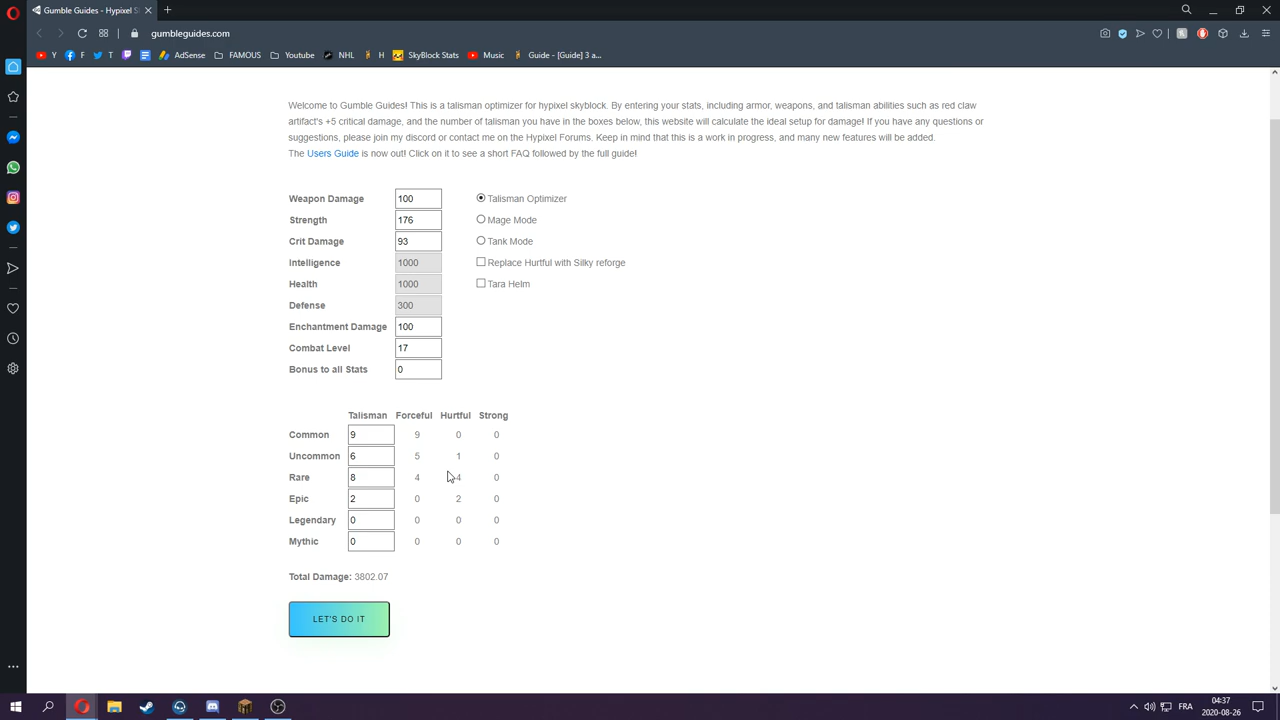 Gumble Guides - Hypixel S
gumbleguides.com
F T AdSense FAMOUS Youtube NHL H SkyBlock Stats Music Guide - [Guide] 3 a...
Welcome to Gumble Guides! This is a talisman optimizer for hypixel skyblock. By entering your stats, including armor, weapons, and talisman abilities such as red claw
artifact's +5 critical damage, and the number of talisman you have in the boxes below, this website will calculate the ideal setup for damage! If you have any questions or
suggestions, please join my discord or contact me on the Hypixel Forums. Keep in mind that this is a work in progress, and many new features will be added.
The Users Guide is now out! Click on it to see a short FAQ followed by the full guide!
Weapon Damage 100 Talisman Optimizer
Strength 176 Mage Mode
Crit Damage 93 Tank Mode
Intelligence 1000 Replace Hurtful with Silky reforge
Health 1000 Tara Helm
Defense 300
Enchantment Damage 100
Combat Level 17
Bonus to all Stats 0
Talisman Forceful Hurtful Strong
Common 9 9 0 0
Uncommon 6 5 1 0
Rare 8 4 4 0
Epic 2 0 2 0
Legendary 0 0 0 0
Mythic 0 0 0 0
Total Damage: 3802.07
LET'S DO IT
FRA
04:37
2020-08-26